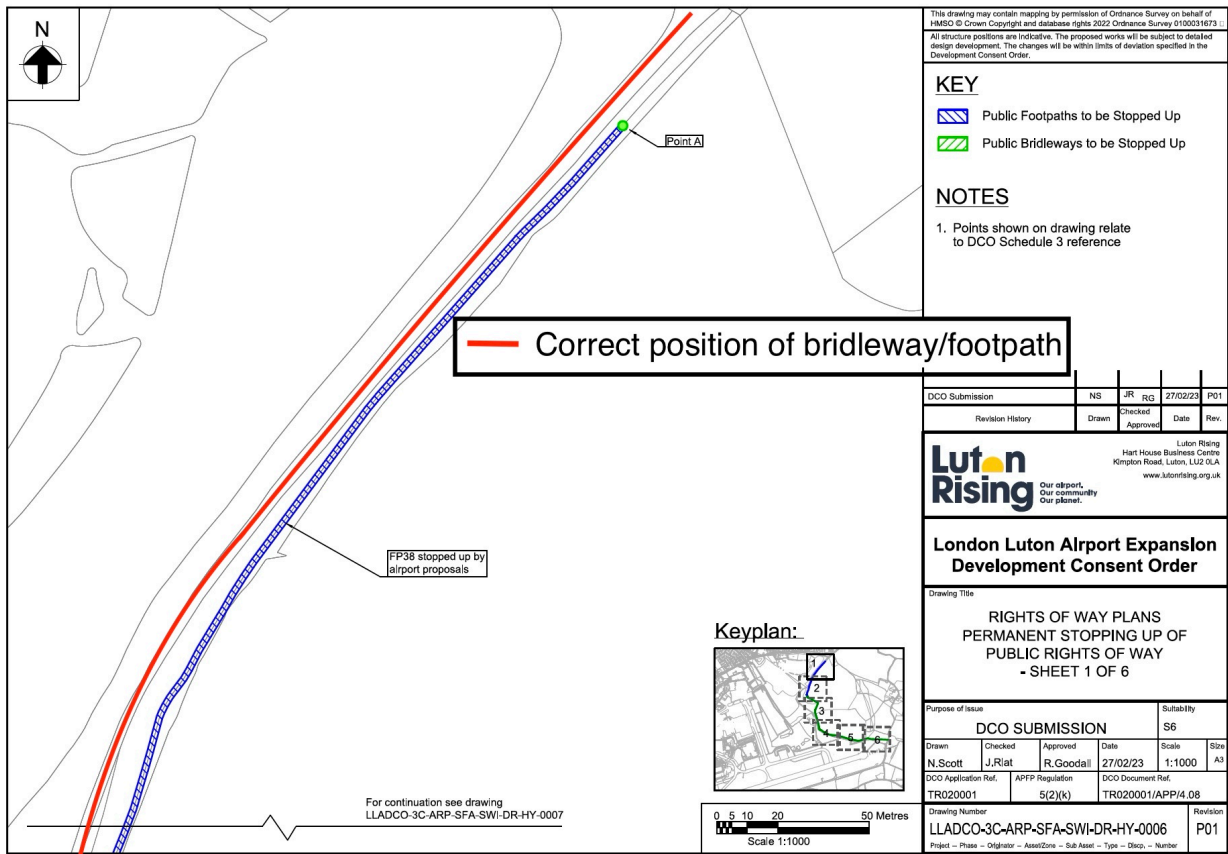 N
Point A
FP38 stopped up by
airport proposals
Correct position of bridleway/footpath
Keyplan:
1
2
3
4
5
6
For continuation see drawing
LLADCO-3C-ARP-SFA-SWI-DR-HY-0007
0 5 10 20 50 Metres
Scale 1:1000
This drawing may contain mapping by permission of Ordnance Survey on behalf of
HMSO © Crown Copyright and database rights 2022 Ordnance Survey 0100031673
All structure positions are indicative. The proposed works will be subject to detailed
design development. The changes will be within limits of deviation specified in the
Development Consent Order.
KEY
Public Footpaths to be Stopped Up
Public Bridleways to be Stopped Up
NOTES
1. Points shown on drawing relate
to DCO Schedule 3 reference
DCO Submission NS JR RG 27/02/23 P01
Revision History Drawn Checked Approved Date Rev.
Luton
Rising
Our airport.
Our community
Our planet.
Luton Rising
Hart House Business Centre
Kimpton Road, Luton, LU2 0LA
www.lutonrising.org.uk
London Luton Airport Expansion
Development Consent Order
Drawing Title
RIGHTS OF WAY PLANS
PERMANENT STOPPING UP OF
PUBLIC RIGHTS OF WAY
- SHEET 1 OF 6
Purpose of Issue Suitability
DCO SUBMISSION S6
Drawn Checked Approved Date Scale Size
N.Scott J.Riat R.Goodall 27/02/23 1:1000 A3
DCO Application Ref. APFP Regulation DCO Document Ref.
TR020001 5(2)(k) TR020001/APP/4.08
Drawing Number Revision
LLADCO-3C-ARP-SFA-SWI-DR-HY-0006 P01
Project – Phase – Originator – Asset/Zone – Sub Asset – Type – Discp. – Number